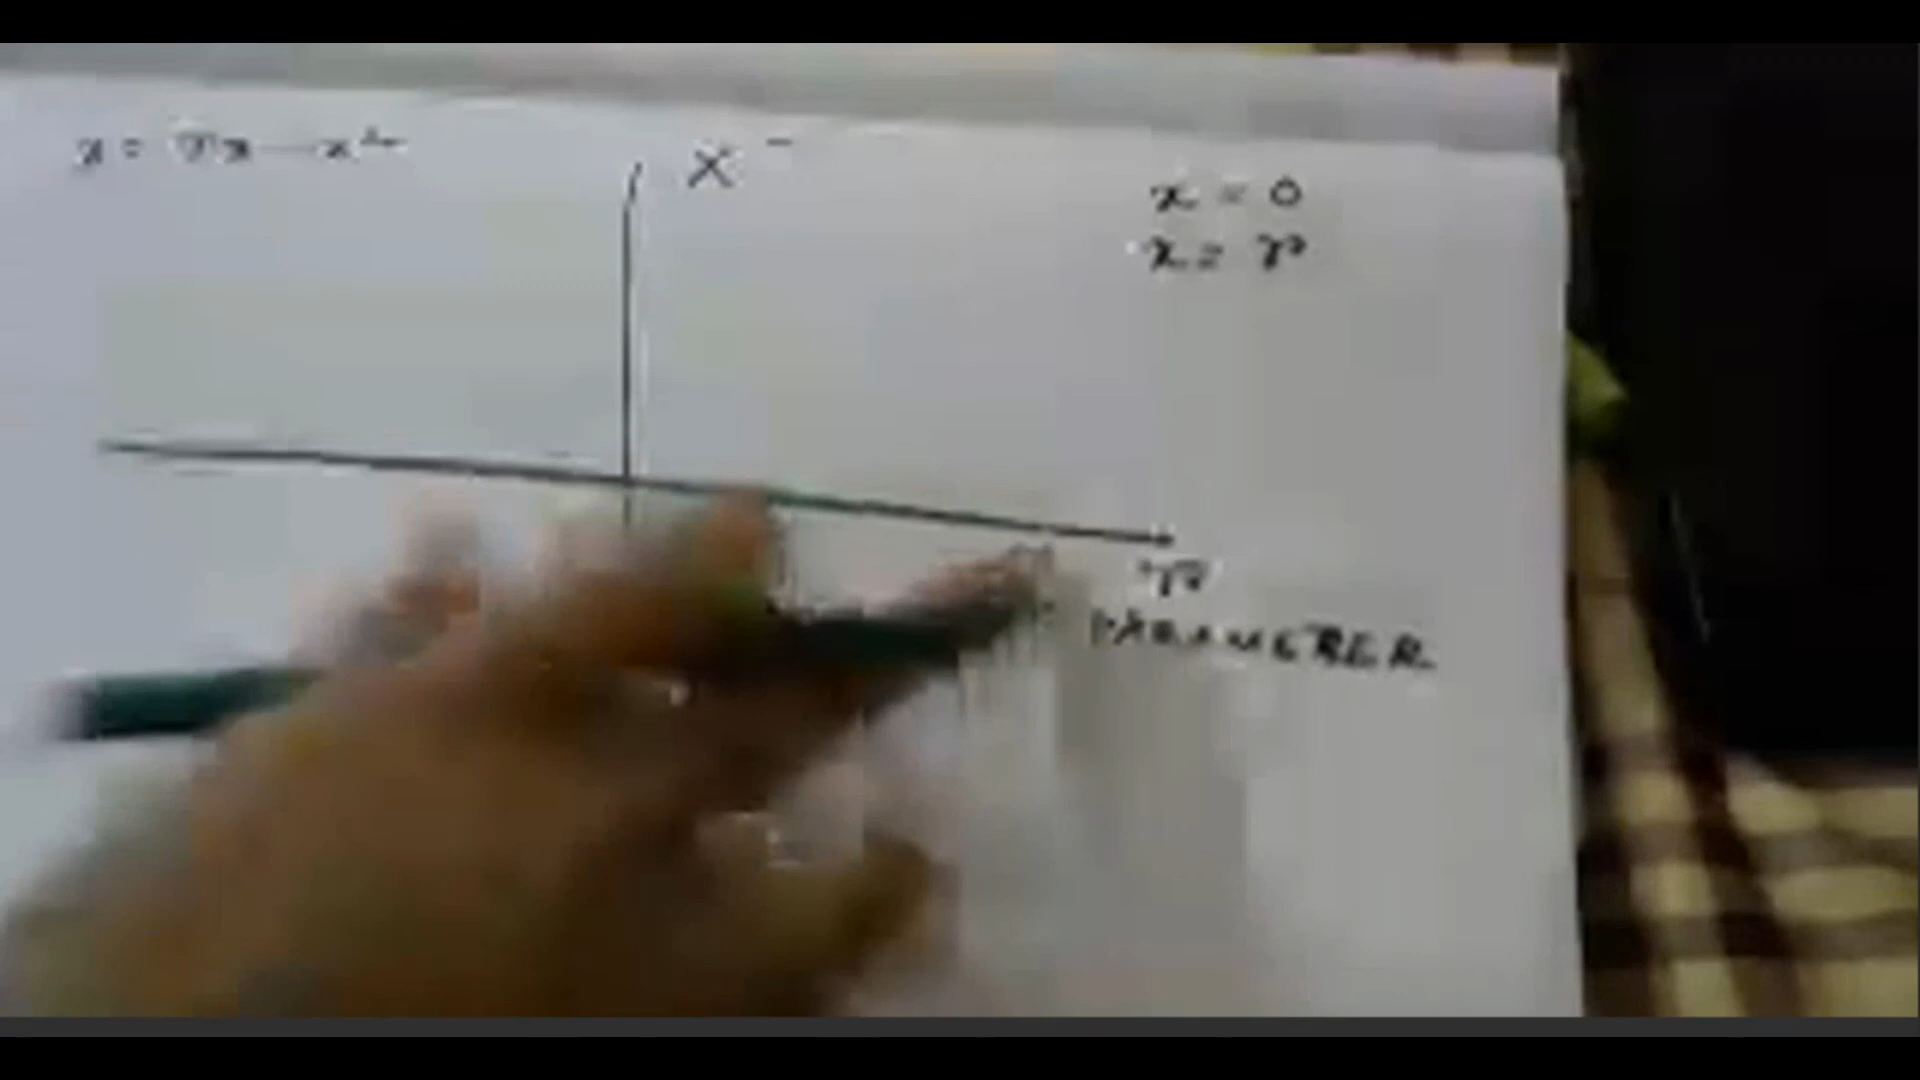 x = rx - x²
X
x = 0
x = r
r
PARAMETER